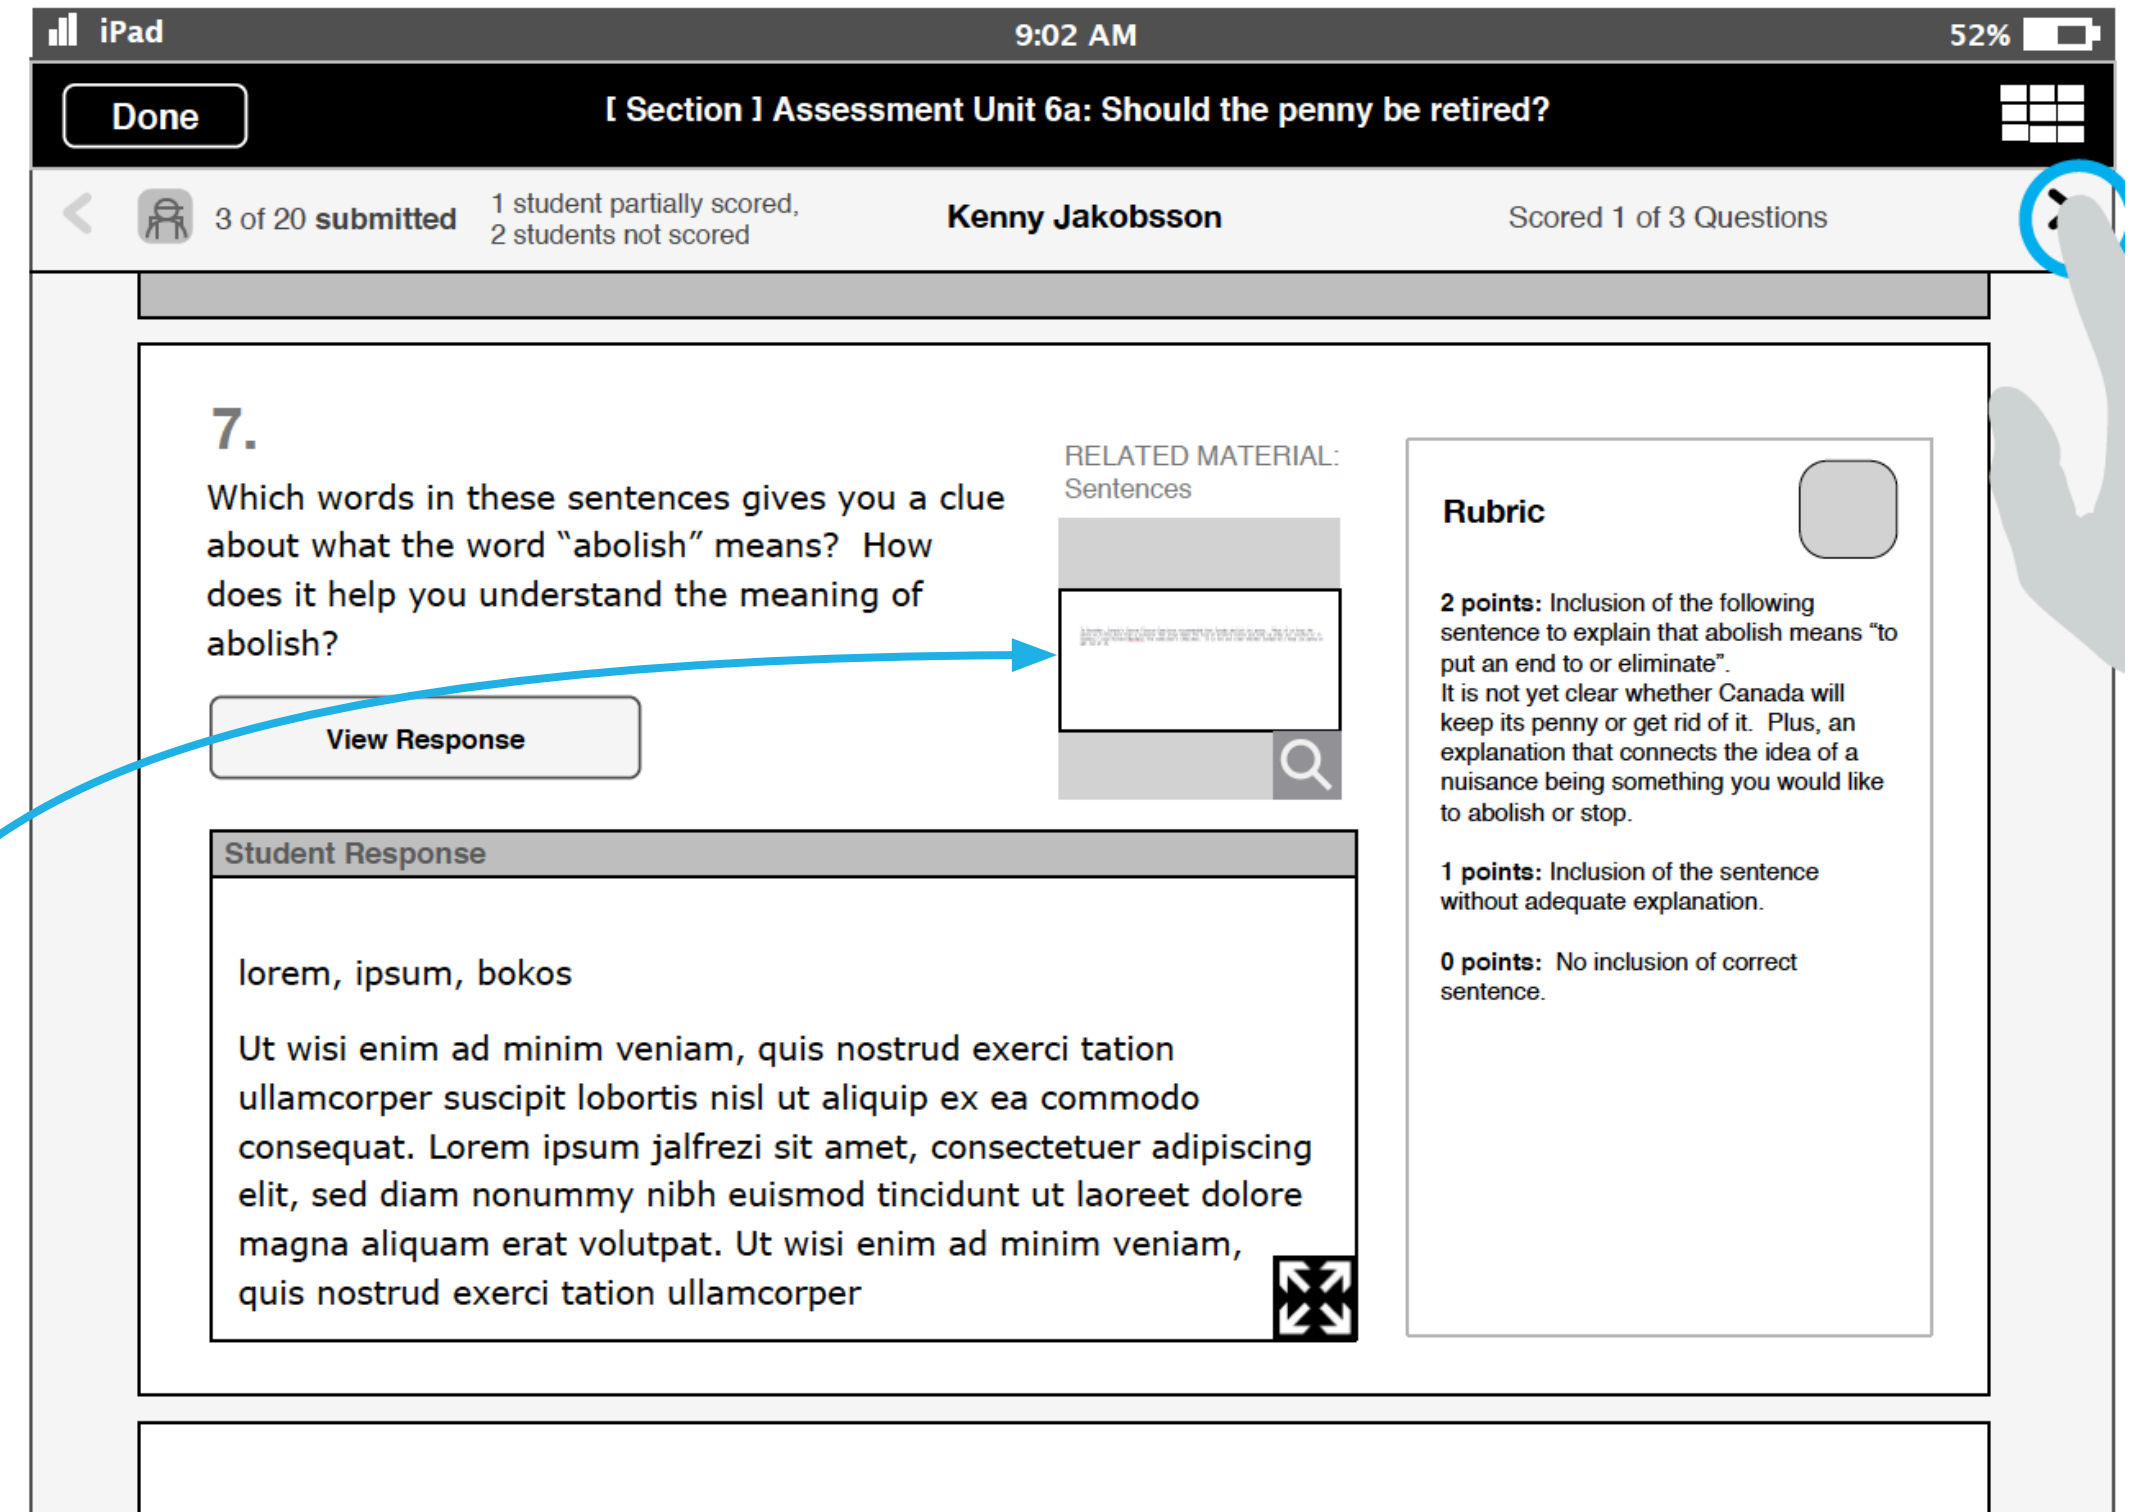 iPad
9:02 AM
52%
Done
[ Section ] Assessment Unit 6a: Should the penny be retired?
3 of 20 submitted
1 student partially scored,
2 students not scored
Kenny Jakobsson
Scored 1 of 3 Questions
7.
Which words in these sentences gives you a clue
about what the word “abolish” means?  How
does it help you understand the meaning of
abolish?
View Response
RELATED MATERIAL:
Sentences
Student Response
lorem, ipsum, bokos
Ut wisi enim ad minim veniam, quis nostrud exerci tation
ullamcorper suscipit lobortis nisl ut aliquip ex ea commodo
consequat. Lorem ipsum jalfrezi sit amet, consectetuer adipiscing
elit, sed diam nonummy nibh euismod tincidunt ut laoreet dolore
magna aliquam erat volutpat. Ut wisi enim ad minim veniam,
quis nostrud exerci tation ullamcorper
Rubric
2 points: Inclusion of the following
sentence to explain that abolish means “to
put an end to or eliminate”.
It is not yet clear whether Canada will
keep its penny or get rid of it.  Plus, an
explanation that connects the idea of a
nuisance being something you would like
to abolish or stop.
1 points: Inclusion of the sentence
without adequate explanation.
0 points:  No inclusion of correct
sentence.